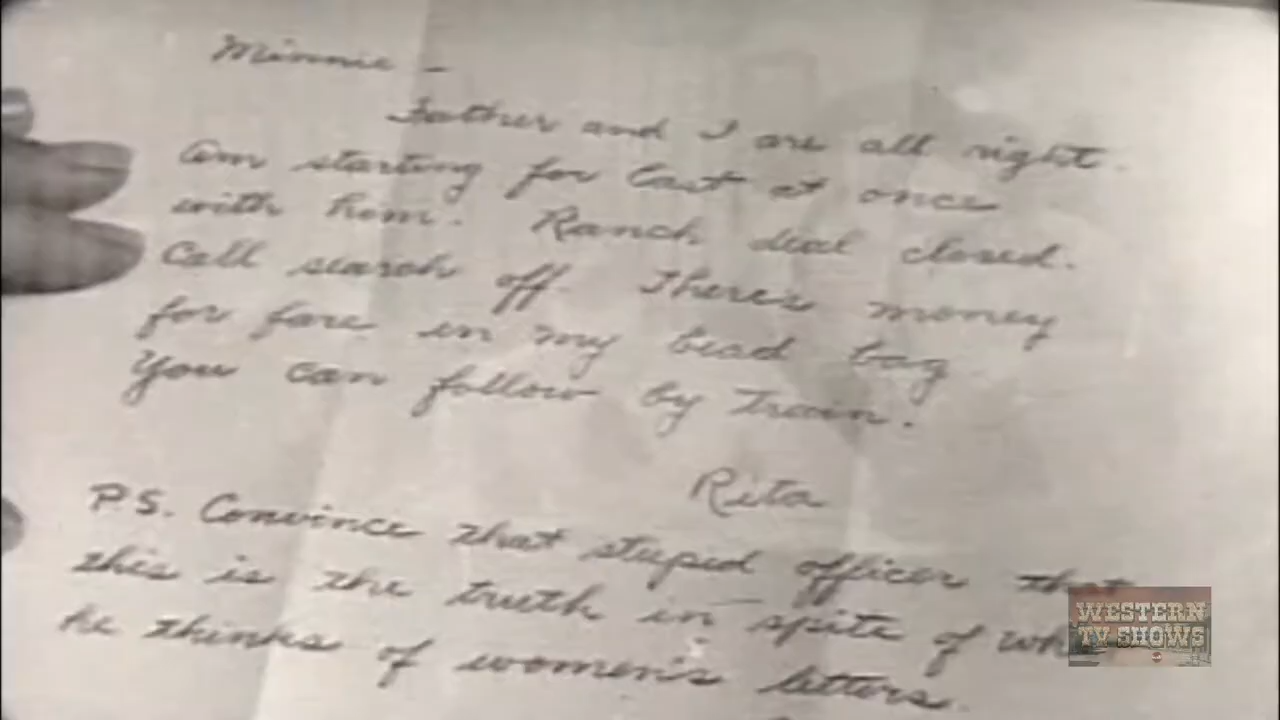 Minnie -
Father and I are all right.
Am starting for East at once
with him. Ranch deal closed.
Call search off. There's money
for fare in my bead bag.
You can follow by train.
Rita
P.S. Convince that stupid officer that
this is the truth in spite of
he thinks of women's letters.
WESTERN
TV SHOWS